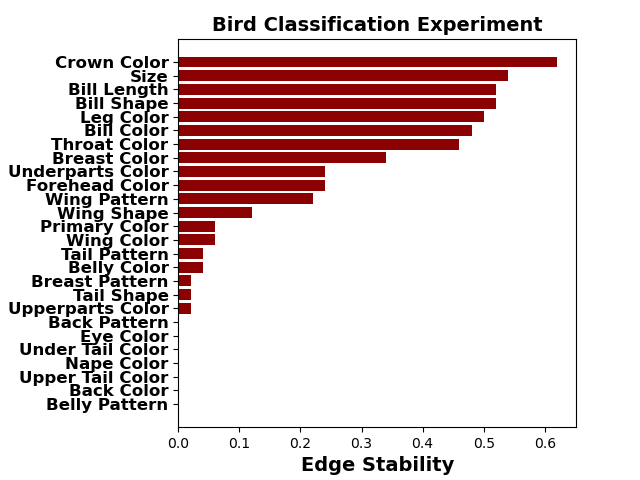 Bird Classification Experiment
Crown Color
Size
Bill Length
Bill Shape
Leg Color
Bill Color
Throat Color
Breast Color
Underparts Color
Forehead Color
Wing Pattern
Wing Shape
Primary Color
Wing Color
Tail Pattern
Belly Color
Breast Pattern
Tail Shape
Upperparts Color
Back Pattern
Eye Color
Under Tail Color
Nape Color
Upper Tail Color
Back Color
Belly Pattern
0.0 0.1 0.2 0.3 0.4 0.5 0.6
Edge Stability